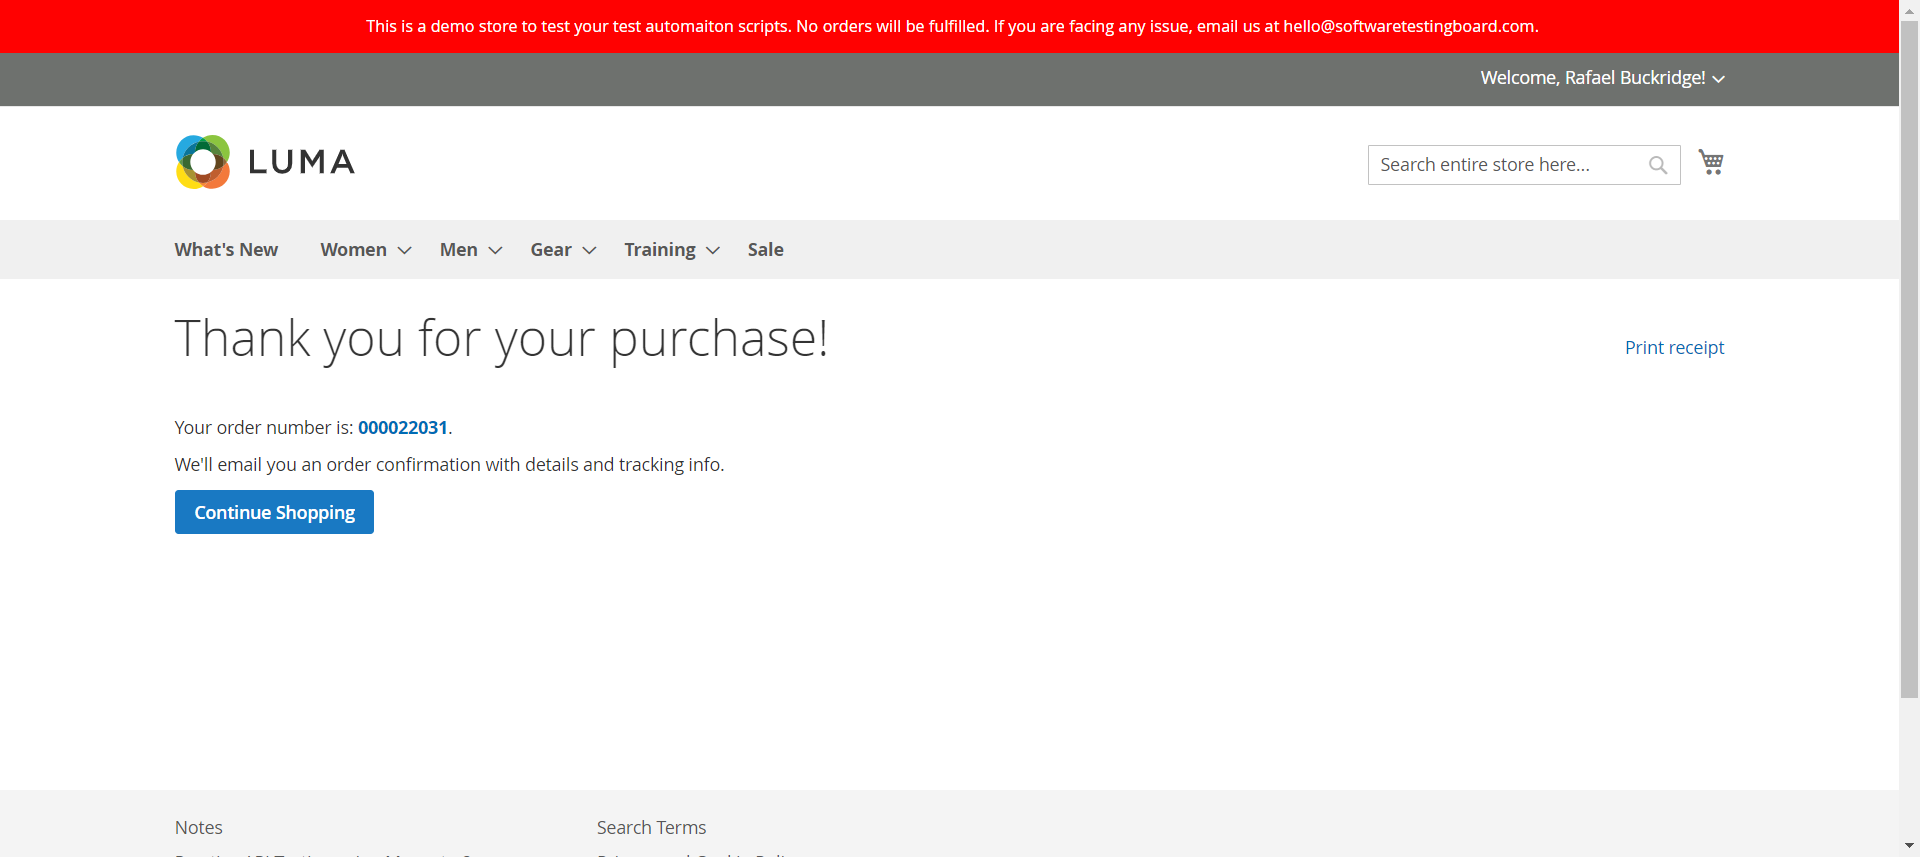 This is a demo store to test your test automaiton scripts. No orders will be fulfilled. If you are facing any issue, email us at hello@softwaretestingboard.com.
Welcome, Rafael Buckridge!
LUMA
Search entire store here...
What's New Women Men Gear Training Sale
Thank you for your purchase!
Print receipt
Your order number is: 000022031.
We'll email you an order confirmation with details and tracking info.
Continue Shopping
Notes Search Terms